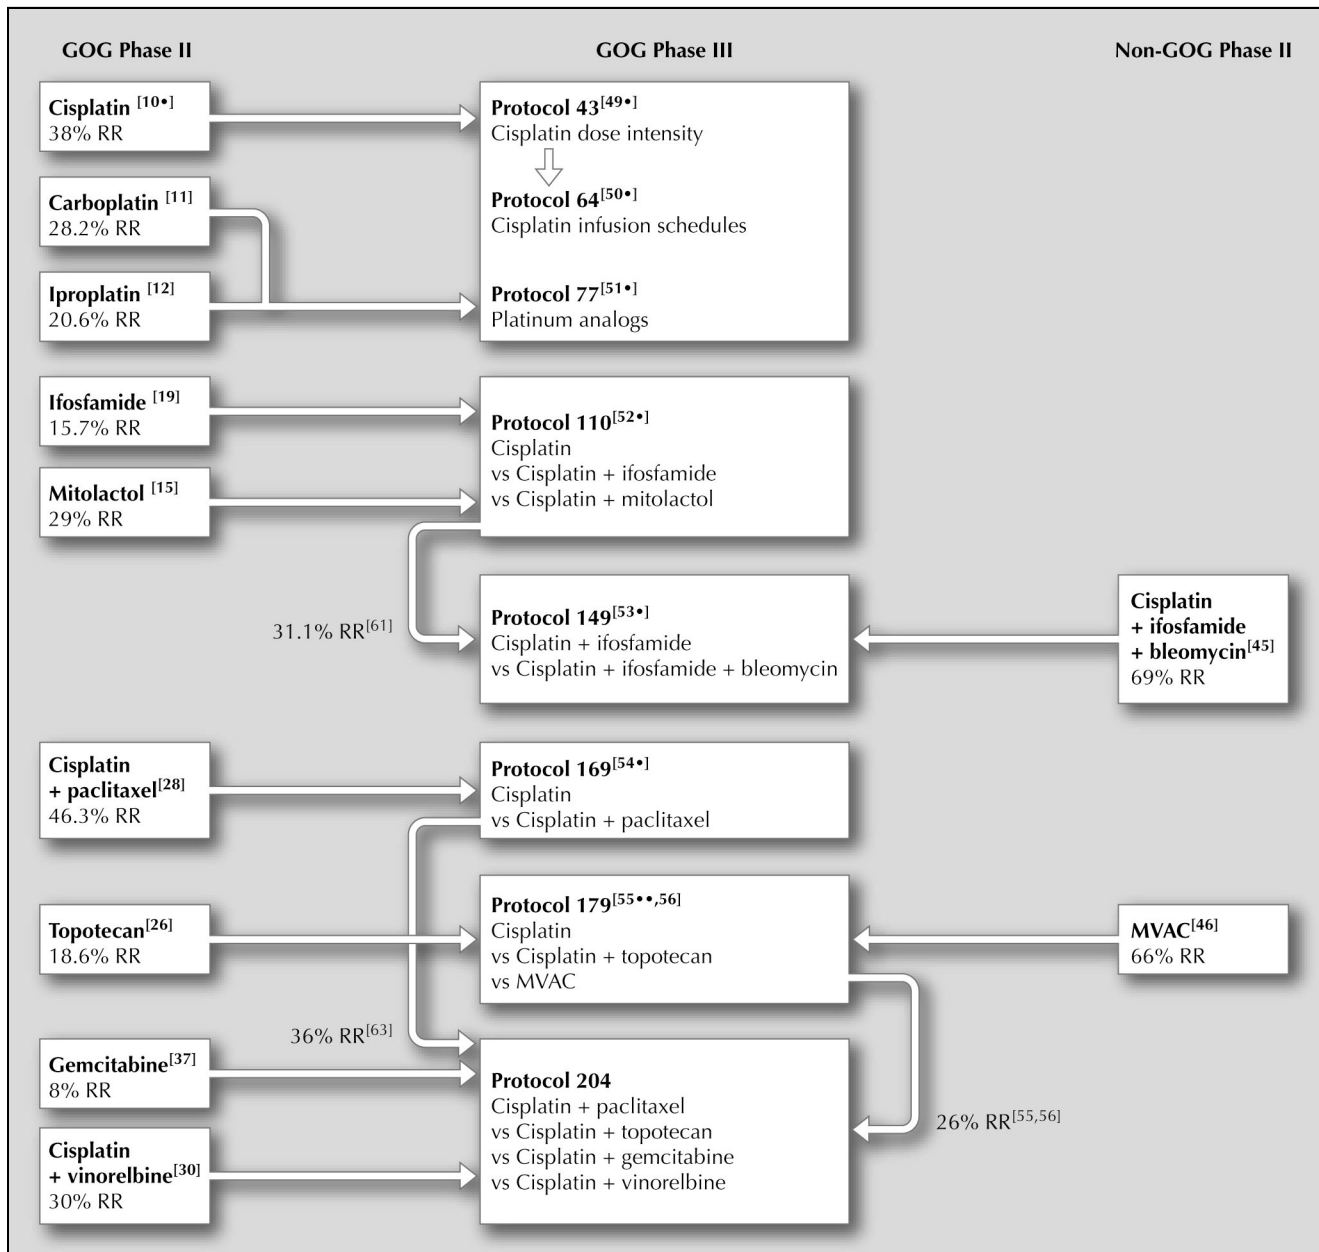 GOG Phase II
GOG Phase III
Non-GOG Phase II
Cisplatin [10•]
38% RR
Carboplatin [11]
28.2% RR
Iproplatin [12]
20.6% RR
Protocol 43[49•]
Cisplatin dose intensity
Protocol 64[50•]
Cisplatin infusion schedules
Protocol 77[51•]
Platinum analogs
Ifosfamide [19]
15.7% RR
Mitolactol [15]
29% RR
Protocol 110[52•]
Cisplatin
vs Cisplatin + ifosfamide
vs Cisplatin + mitolactol
31.1% RR[61]
Protocol 149[53•]
Cisplatin + ifosfamide
vs Cisplatin + ifosfamide + bleomycin
Cisplatin
+ ifosfamide
+ bleomycin[45]
69% RR
Cisplatin
+ paclitaxel[28]
46.3% RR
Protocol 169[54•]
Cisplatin
vs Cisplatin + paclitaxel
Topotecan[26]
18.6% RR
Protocol 179[55••,56]
Cisplatin
vs Cisplatin + topotecan
vs MVAC
MVAC[46]
66% RR
36% RR[63]
Gemcitabine[37]
8% RR
Cisplatin
+ vinorelbine[30]
30% RR
Protocol 204
Cisplatin + paclitaxel
vs Cisplatin + topotecan
vs Cisplatin + gemcitabine
vs Cisplatin + vinorelbine
26% RR[55,56]